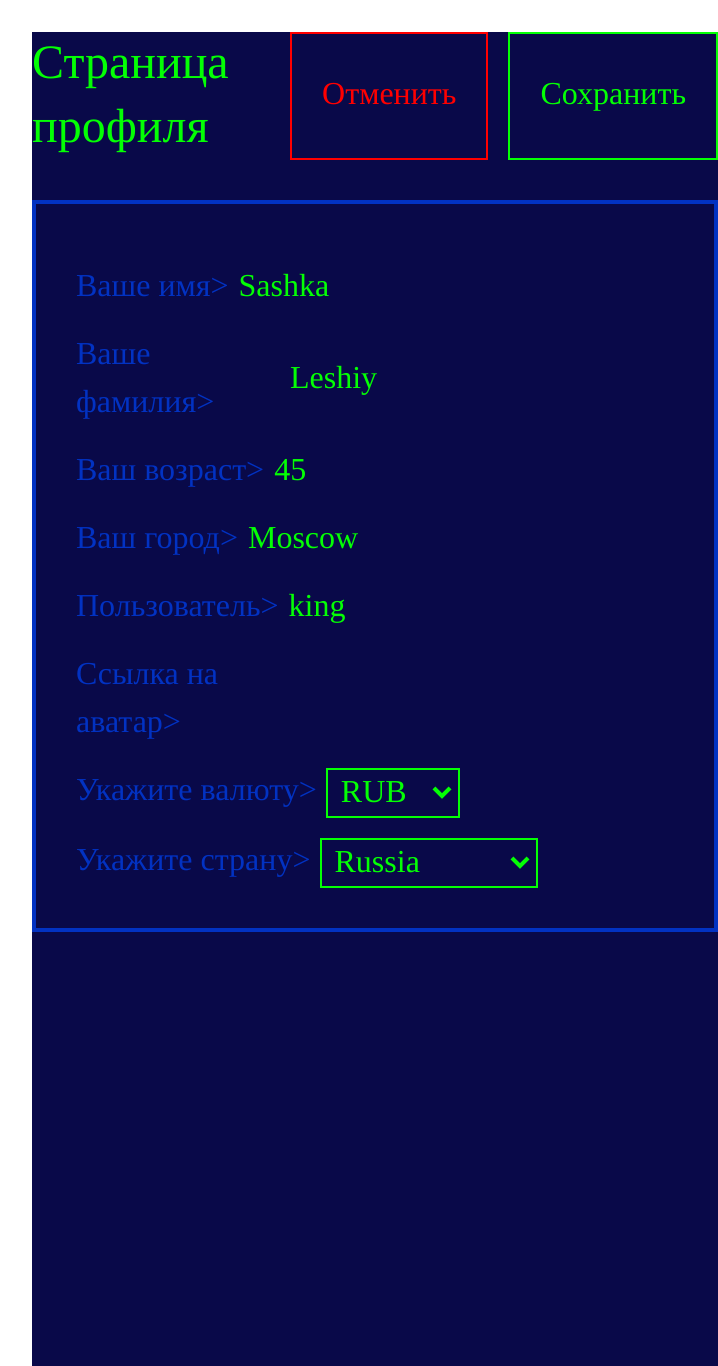 Страница
профиля
Отменить
Сохранить
Ваше имя> Sashka
Ваше
фамилия>
Leshiy
Ваш возраст> 45
Ваш город> Moscow
Пользователь> king
Ссылка на
аватар>
Укажите валюту> RUB
Укажите страну> Russia